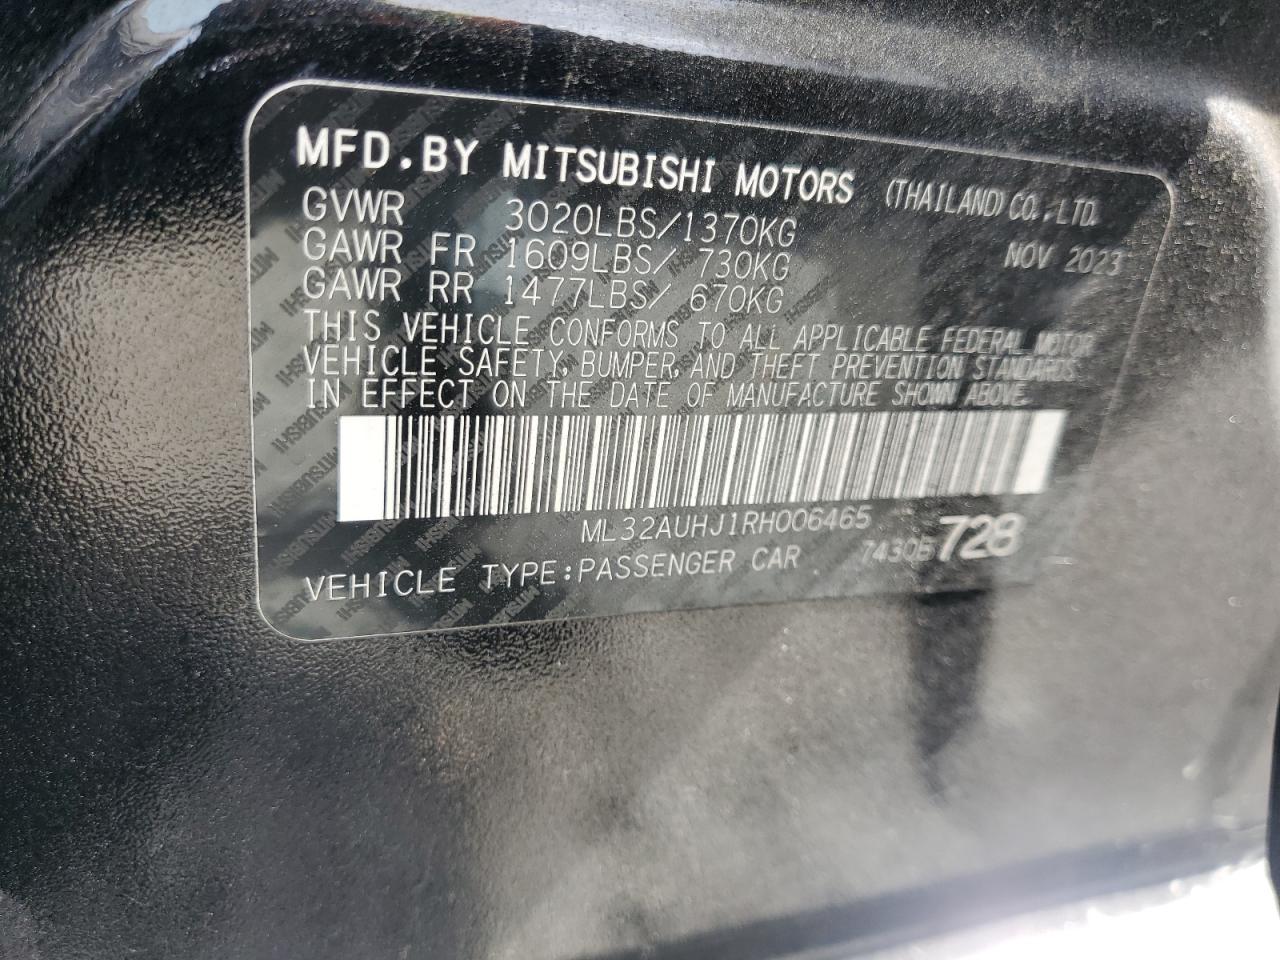 MFD.BY MITSUBISHI MOTORS (THAILAND) CO.,LTD.
GVWR 3020LBS/1370KG NOV 2023
GAWR FR 1609LBS/ 730KG
GAWR RR 1477LBS/ 670KG
THIS VEHICLE CONFORMS TO ALL APPLICABLE FEDERAL MOTOR
VEHICLE SAFETY, BUMPER, AND THEFT PREVENTION STANDARDS
IN EFFECT ON THE DATE OF MANUFACTURE SHOWN ABOVE.
ML32AUHJ1RH006465
VEHICLE TYPE:PASSENGER CAR 7430B728